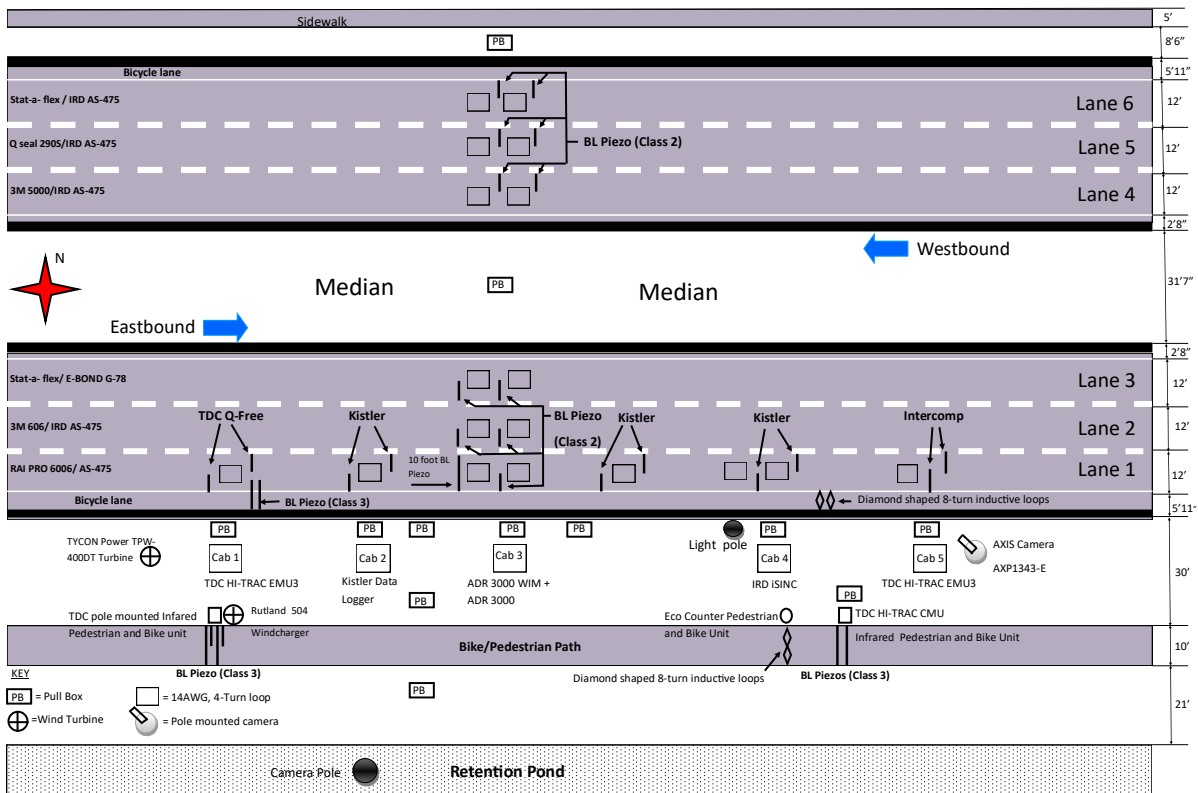 Sidewalk
5'
PB
8'6"
Bicycle lane
5'11"
Stat-a- flex / IRD AS-475
Lane 6
12'
Q seal 290S/IRD AS-475
BL Piezo (Class 2)
Lane 5
12'
3M 5000/IRD AS-475
Lane 4
12'
2'8"
Westbound
N
Median
PB
Median
31'7"
Eastbound
2'8"
Stat-a- flex/ E-BOND G-78
Lane 3
12'
TDC Q-Free
Kistler
BL Piezo
(Class 2)
Kistler
Kistler
Intercomp
3M 606/ IRD AS-475
Lane 2
12'
10 foot BL
Piezo
RAI PRO 6006/ AS-475
Lane 1
12'
Bicycle lane
BL Piezo (Class 3)
Diamond shaped 8-turn inductive loops
5'11"
PB
PB
PB
PB
PB
PB
PB
TYCON Power TPW-
400DT Turbine
Cab 1
Cab 2
Cab 3
Light pole
Cab 4
Cab 5
AXIS Camera
AXP1343-E
30'
TDC HI-TRAC EMU3
Kistler Data
Logger
ADR 3000 WIM +
ADR 3000
IRD iSINC
TDC HI-TRAC EMU3
PB
PB
TDC pole mounted Infared
Pedestrian and Bike unit
Rutland 504
Windcharger
Eco Counter Pedestrian
and Bike Unit
TDC HI-TRAC CMU
Infrared Pedestrian and Bike Unit
Bike/Pedestrian Path
10'
KEY
BL Piezo (Class 3)
Diamond shaped 8-turn inductive loops
BL Piezos (Class 3)
PB = Pull Box
= 14AWG, 4-Turn loop
PB
21'
=Wind Turbine
= Pole mounted camera
Camera Pole
Retention Pond